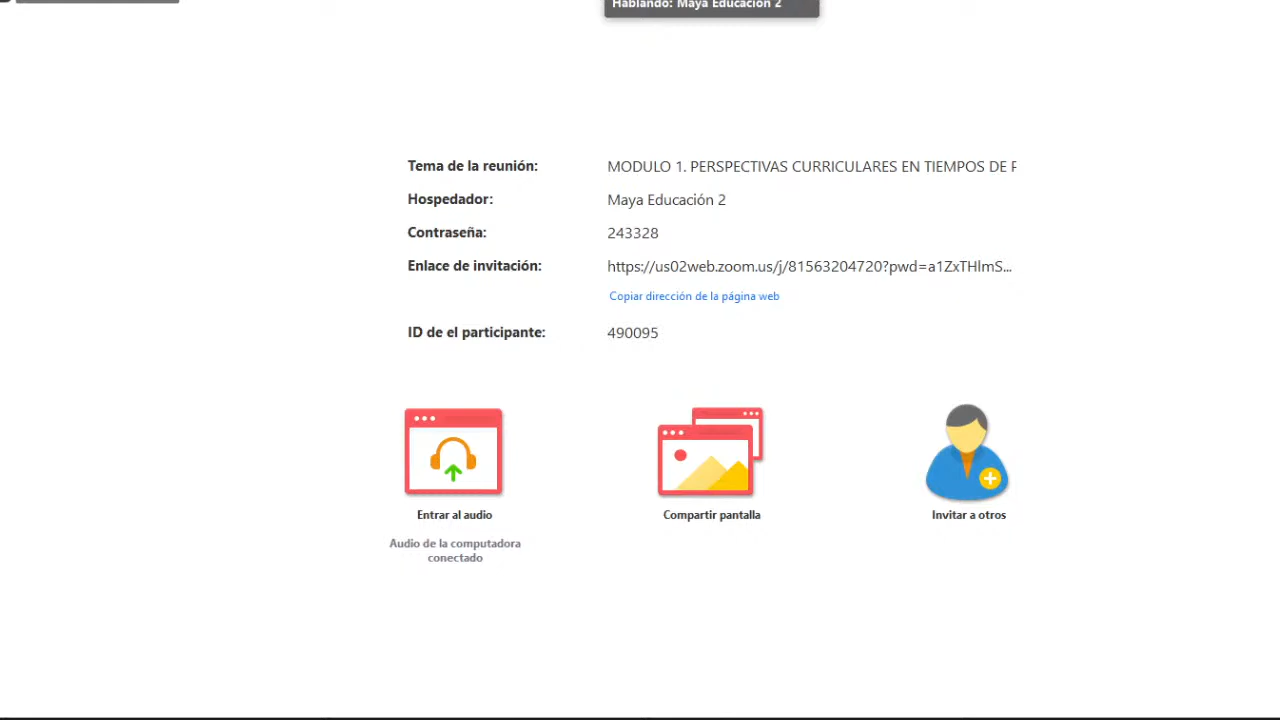 Hablando: Maya Educación 2
Tema de la reunión: MODULO 1. PERSPECTIVAS CURRICULARES EN TIEMPOS DE
Hospedador: Maya Educación 2
Contraseña: 243328
Enlace de invitación: https://us02web.zoom.us/j/81563204720?pwd=a1ZxTHlmS...
Copiar dirección de la página web
ID de el participante: 490095
Entrar al audio
Compartir pantalla
Invitar a otros
Audio de la computadora
conectado